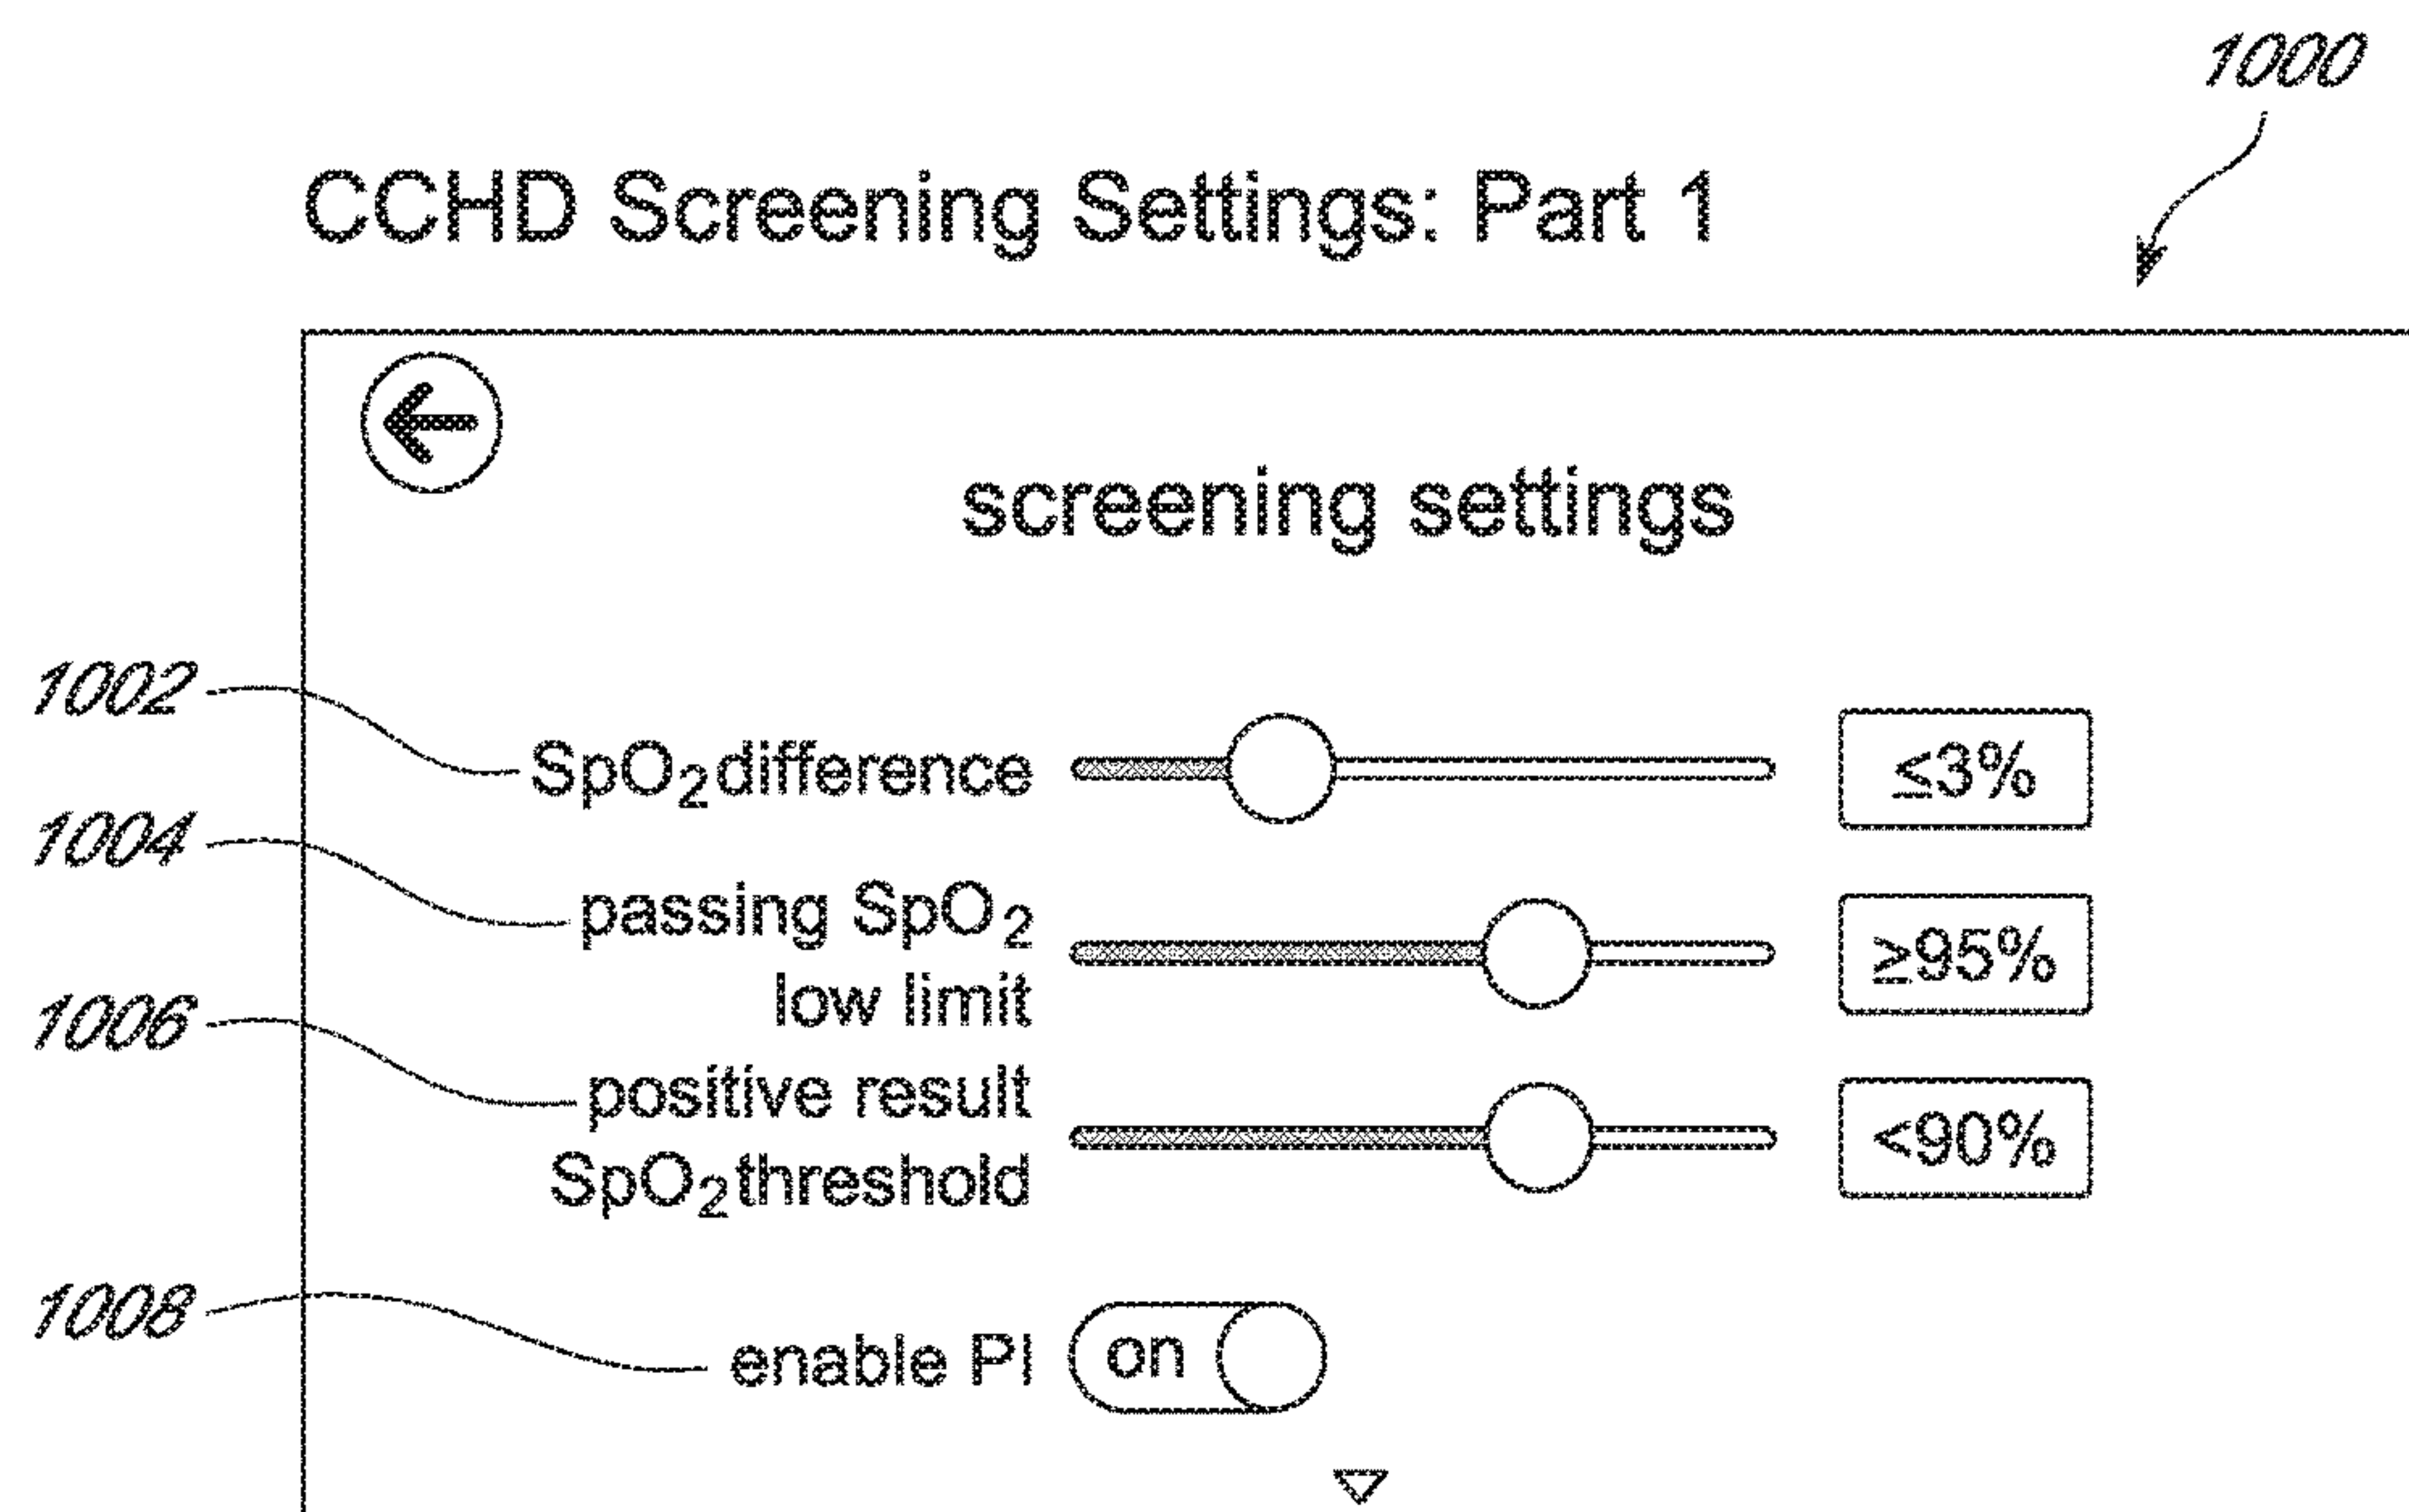 1000
CCHD Screening Settings: Part 1
screening settings
1002
SpO₂ difference
≤3%
1004
passing SpO₂
low limit
≥95%
1006
positive result
SpO₂ threshold
<90%
1008
enable PI
on